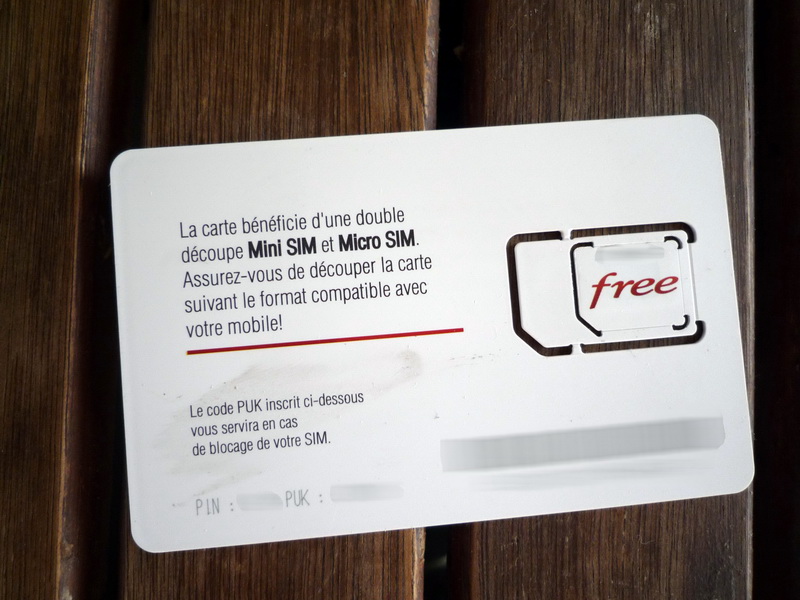 La carte bénéficie d'une double
découpe Mini SIM et Micro SIM.
Assurez-vous de découper la carte
suivant le format compatible avec
votre mobile!
free
Le code PUK inscrit ci-dessous
vous servira en cas
de blocage de votre SIM.
PIN : PUK :